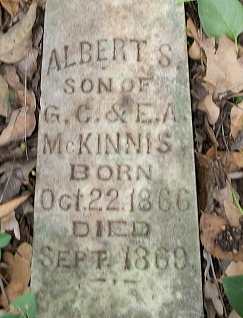 ALBERT S.
SON OF
G. C. & E. A
McKINNIS
BORN
Oct. 22. 1866
DIED
SEPT. 1869.